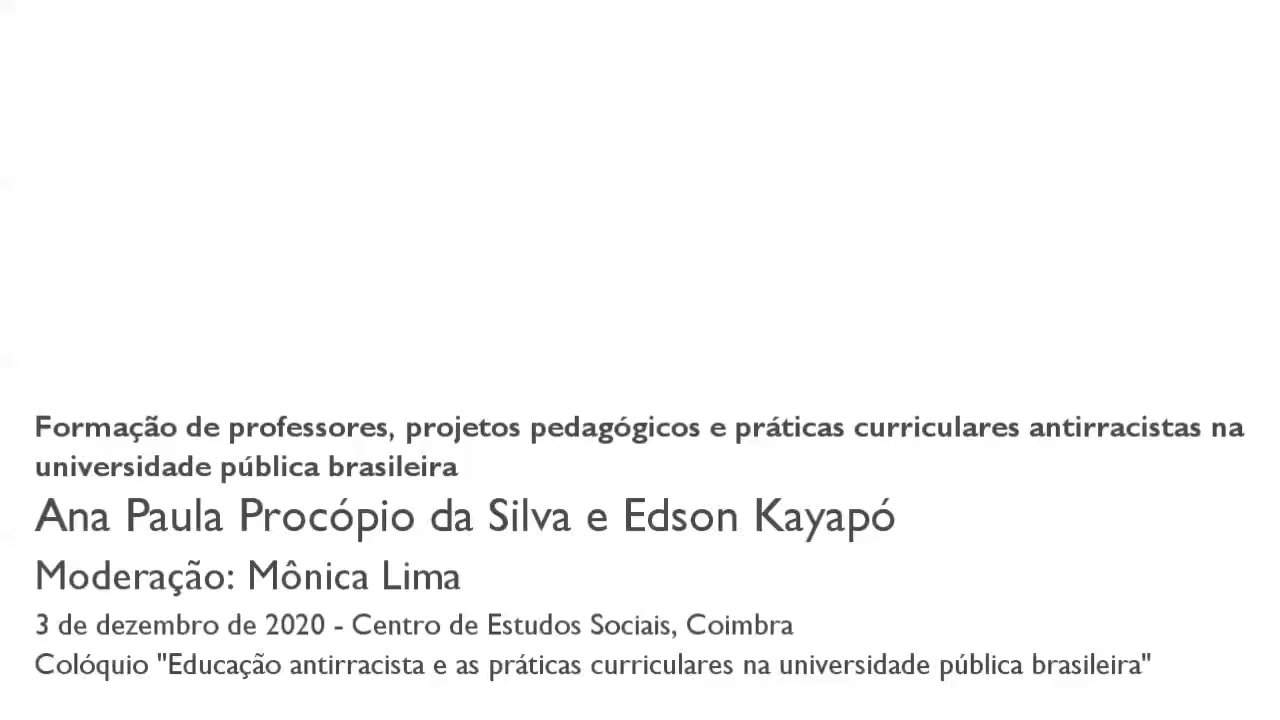 Formação de professores, projetos pedagógicos e práticas curriculares antirracistas na
universidade pública brasileira
Ana Paula Procópio da Silva e Edson Kayapó
Moderação: Mônica Lima
3 de dezembro de 2020 - Centro de Estudos Sociais, Coimbra
Colóquio "Educação antirracista e as práticas curriculares na universidade pública brasileira"